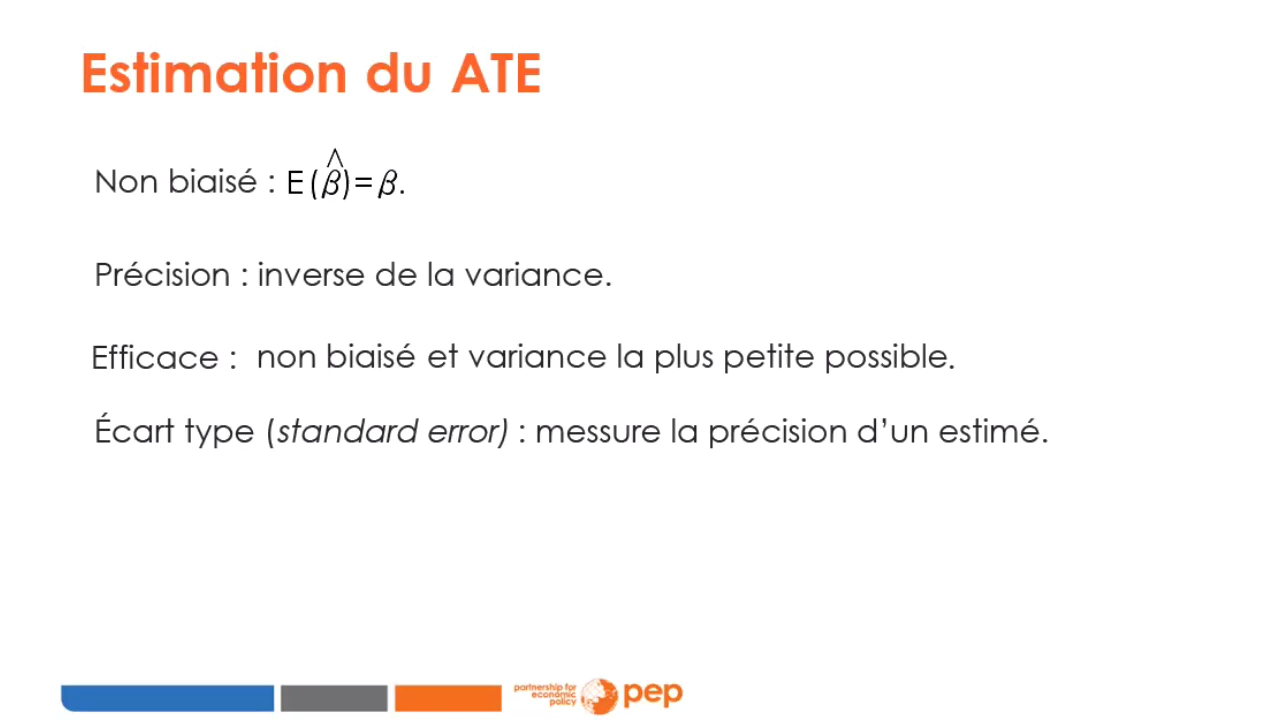 Estimation du ATE
Non biaisé : E(β̂)=β.
Précision : inverse de la variance.
Efficace : non biaisé et variance la plus petite possible.
Écart type (standard error) : messure la précision d’un estimé.
partnership for
economic
policy
pep